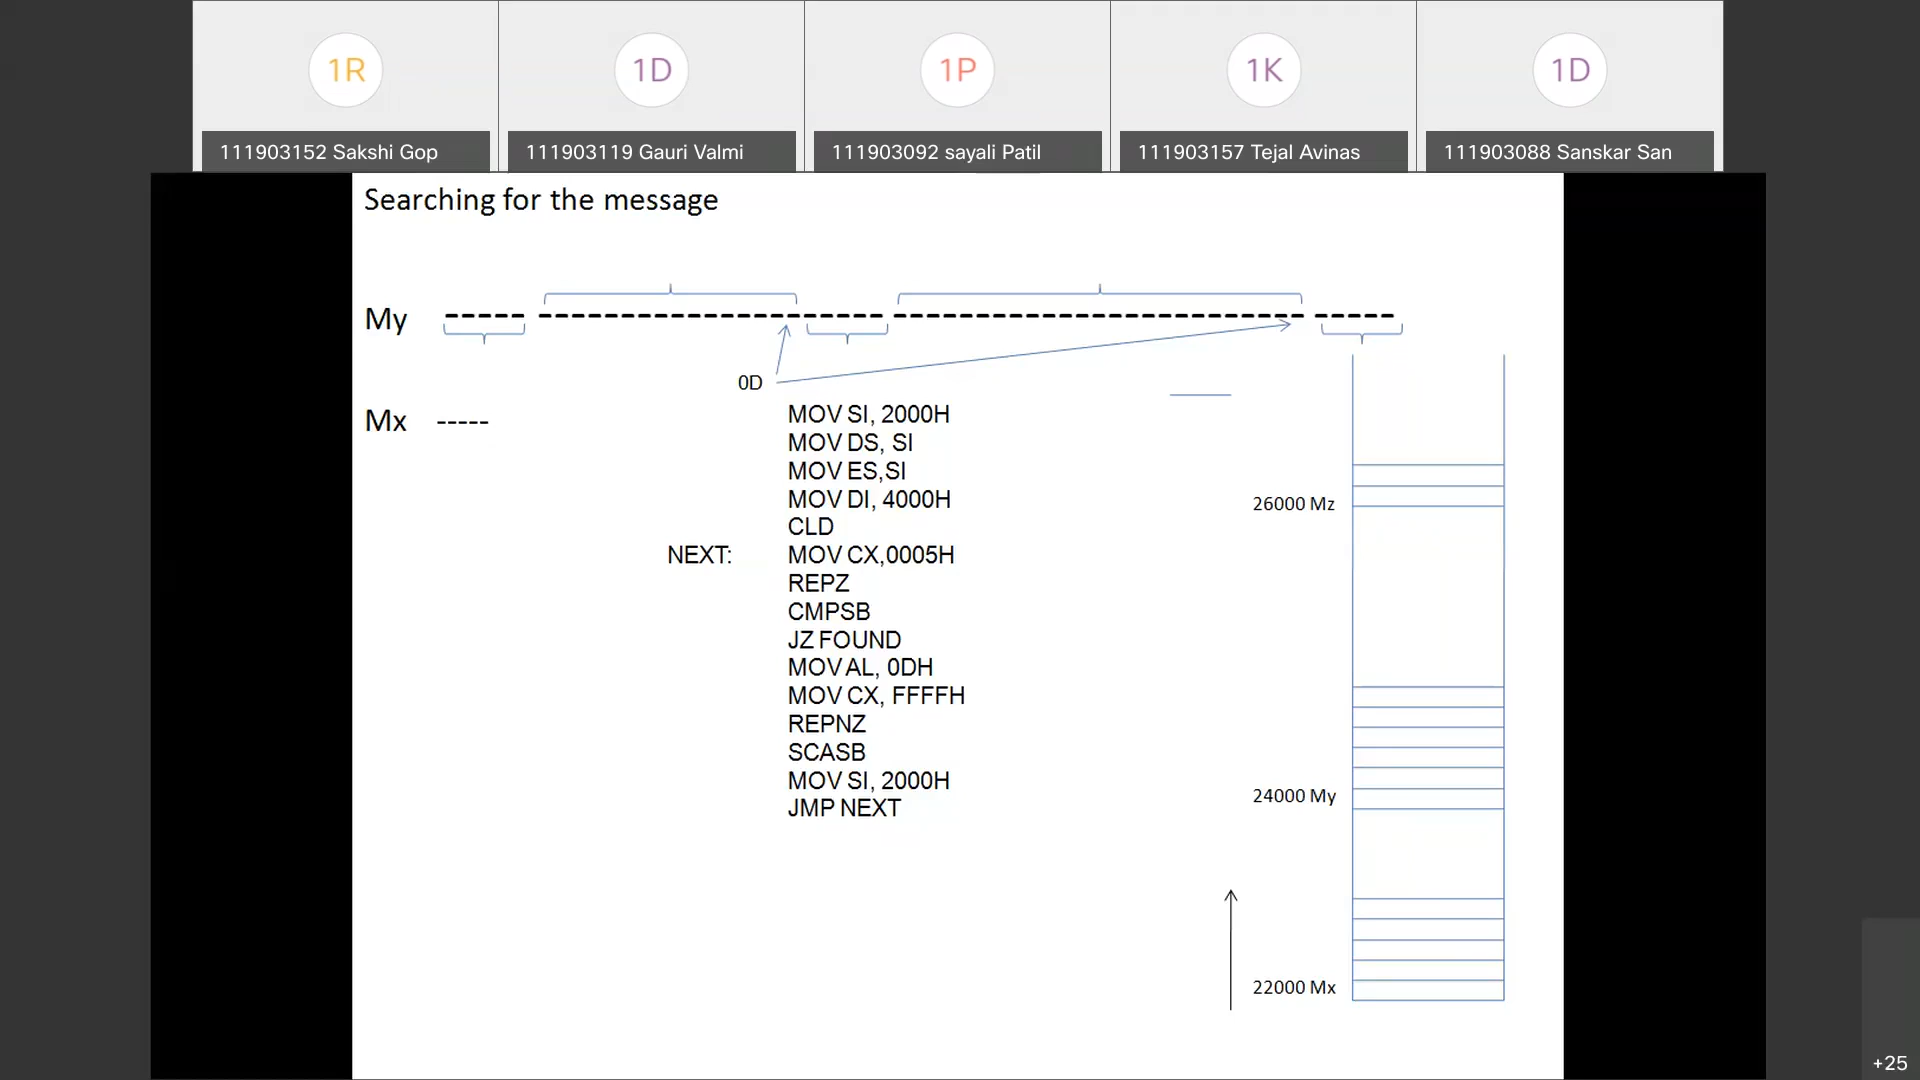 1R
1D
1P
1K
1D
111903152 Sakshi Gop
111903119 Gauri Valmi
111903092 sayali Patil
111903157 Tejal Avinas
111903088 Sanskar San
Searching for the message
My ------ -------------------- ------ ------------------------------- ------
0D
Mx -----
MOV SI, 2000H
MOV DS, SI
MOV ES,SI
MOV DI, 4000H
CLD
NEXT: MOV CX,0005H
REPZ
CMPSB
JZ FOUND
MOV AL, 0DH
MOV CX, FFFFH
REPNZ
SCASB
MOV SI, 2000H
JMP NEXT
26000 Mz
24000 My
22000 Mx
+25